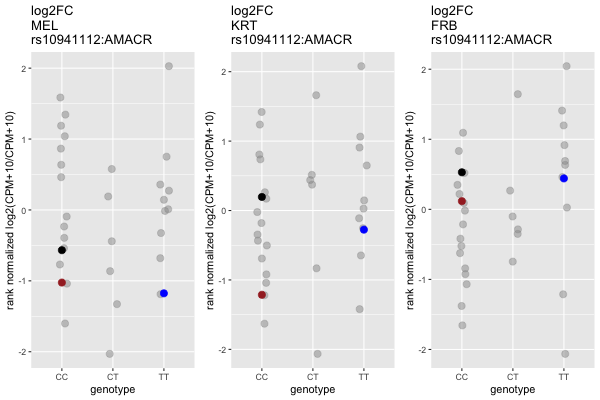 log2FC
MEL
rs10941112:AMACR
rank normalized log2(CPM+10/CPM+10)
2
1
0
-1
-2
CC
CT
TT
genotype
log2FC
KRT
rs10941112:AMACR
rank normalized log2(CPM+10/CPM+10)
2
1
0
-1
-2
CC
CT
TT
genotype
log2FC
FRB
rs10941112:AMACR
rank normalized log2(CPM+10/CPM+10)
2
1
0
-1
-2
CC
CT
TT
genotype